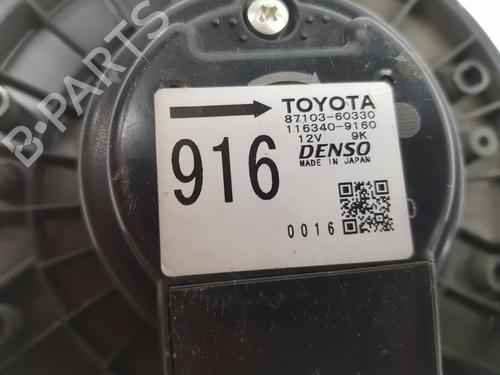 B-PARTS
TOYOTA
87103-60330
116340-9160
12V 9K
DENSO
MADE IN JAPAN
916
0016